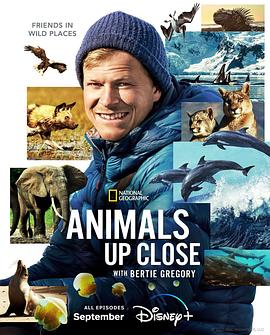 FRIENDS IN
WILD PLACES
NATIONAL
GEOGRAPHIC
ANIMALS
UP CLOSE
WITH BERTIE GREGORY
ALL EPISODES
September
Disney+